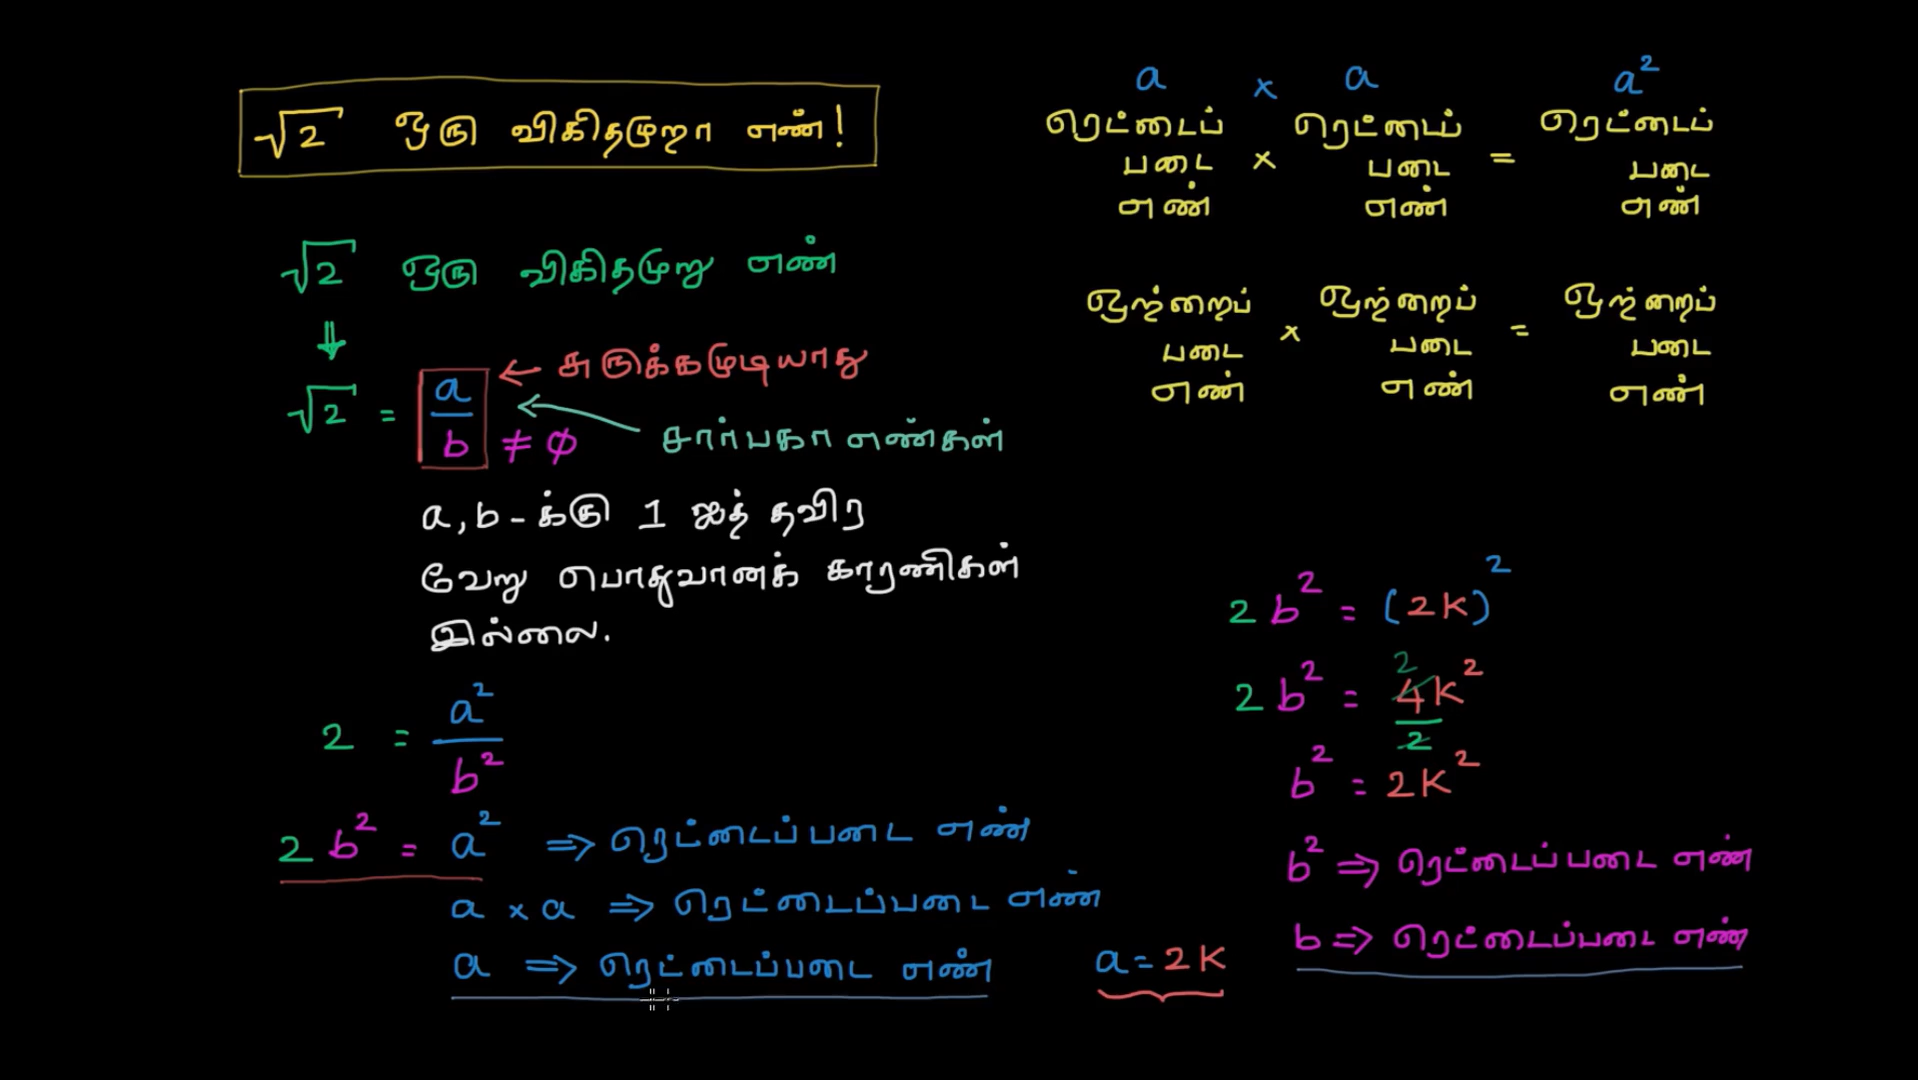 √2 ஒரு விகிதமுறா எண்!
√2 ஒரு விகிதமுறு எண்
⇓
√2 = a/b ≠ 0
← சுருக்கமுடியாது
← சார்பகா எண்கள்
a, b - க்கு 1 ஐத் தவிர
வேறு பொதுவானக் காரணிகள்
இல்லை.
2 = a²/b²
2b² = a² ⇒ ரெட்டைப்படை எண்
a × a ⇒ ரெட்டைப்படை எண்
a ⇒ ரெட்டைப்படை எண்
a = 2K
a × a a²
ரெட்டைப் ரெட்டைப் ரெட்டைப்
படை × படை = படை
எண் எண் எண்
ஒற்றைப் ஒற்றைப் ஒற்றைப்
படை × படை = படை
எண் எண் எண்
2b² = (2K)²
2b² = 4K²/2 2
b² = 2K²
b² ⇒ ரெட்டைப்படை எண்
b ⇒ ரெட்டைப்படை எண்